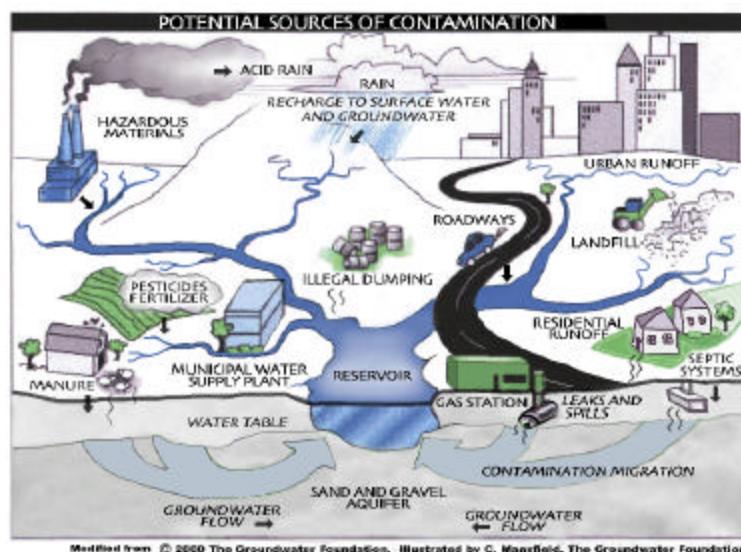 POTENTIAL SOURCES OF CONTAMINATION
ACID RAIN
RAIN
RECHARGE TO SURFACE WATER
AND GROUNDWATER
HAZARDOUS
MATERIALS
URBAN RUNOFF
ROADWAYS
LANDFILL
ILLEGAL DUMPING
PESTICIDES
FERTILIZER
RESIDENTIAL
RUNOFF
SEPTIC
SYSTEMS
MANURE
MUNICIPAL WATER
SUPPLY PLANT
RESERVOIR
GAS STATION
LEAKS AND
SPILLS
WATER TABLE
CONTAMINATION MIGRATION
SAND AND GRAVEL
AQUIFER
GROUNDWATER
FLOW
GROUNDWATER
FLOW
Modified from © 2000 The Groundwater Foundation. Illustrated by C. Mansfield, The Groundwater Foundation